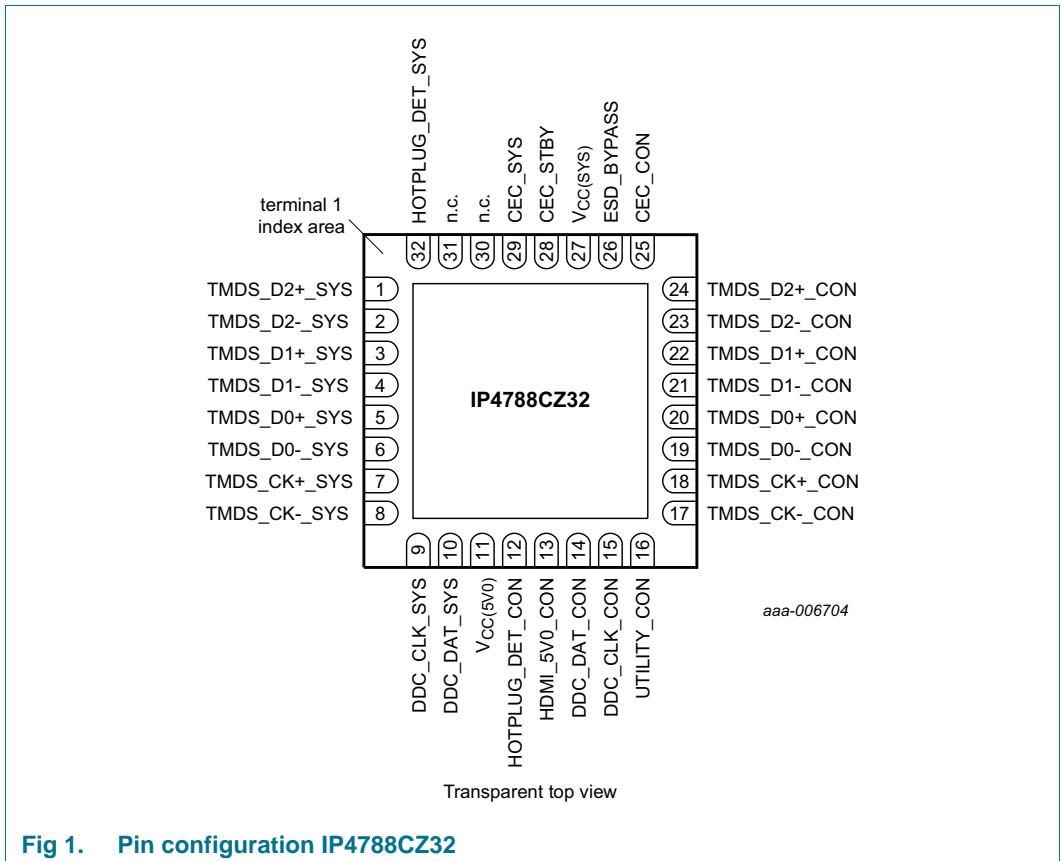 HOTPLUG_DET_SYS
n.c.
n.c.
CEC_SYS
CEC_STBY
VCC(SYS)
ESD_BYPASS
CEC_CON
terminal 1
index area
32
31
30
29
28
27
26
25
TMDS_D2+_SYS 1
TMDS_D2-_SYS 2
TMDS_D1+_SYS 3
TMDS_D1-_SYS 4
TMDS_D0+_SYS 5
TMDS_D0-_SYS 6
TMDS_CK+_SYS 7
TMDS_CK-_SYS 8
IP4788CZ32
24 TMDS_D2+_CON
23 TMDS_D2-_CON
22 TMDS_D1+_CON
21 TMDS_D1-_CON
20 TMDS_D0+_CON
19 TMDS_D0-_CON
18 TMDS_CK+_CON
17 TMDS_CK-_CON
9
10
11
12
13
14
15
16
DDC_CLK_SYS
DDC_DAT_SYS
VCC(5V0)
HOTPLUG_DET_CON
HDMI_5V0_CON
DDC_DAT_CON
DDC_CLK_CON
UTILITY_CON
aaa-006704
Transparent top view
Fig 1. Pin configuration IP4788CZ32